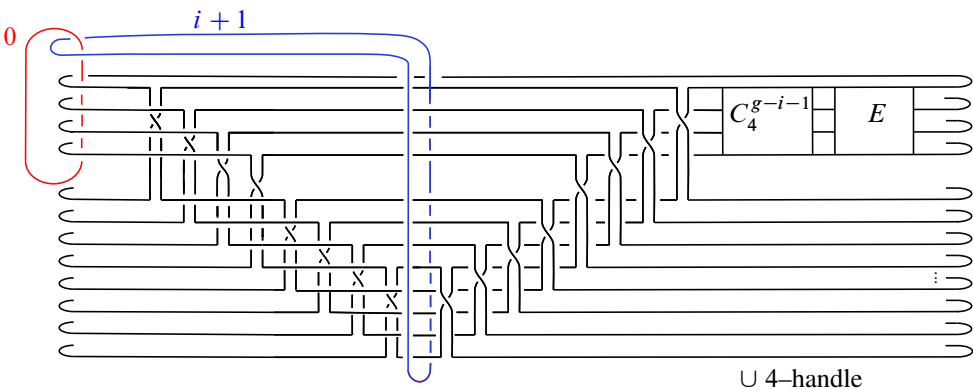 i + 1
0
C_4^{g−i−1} E
⋮
∪ 4–handle